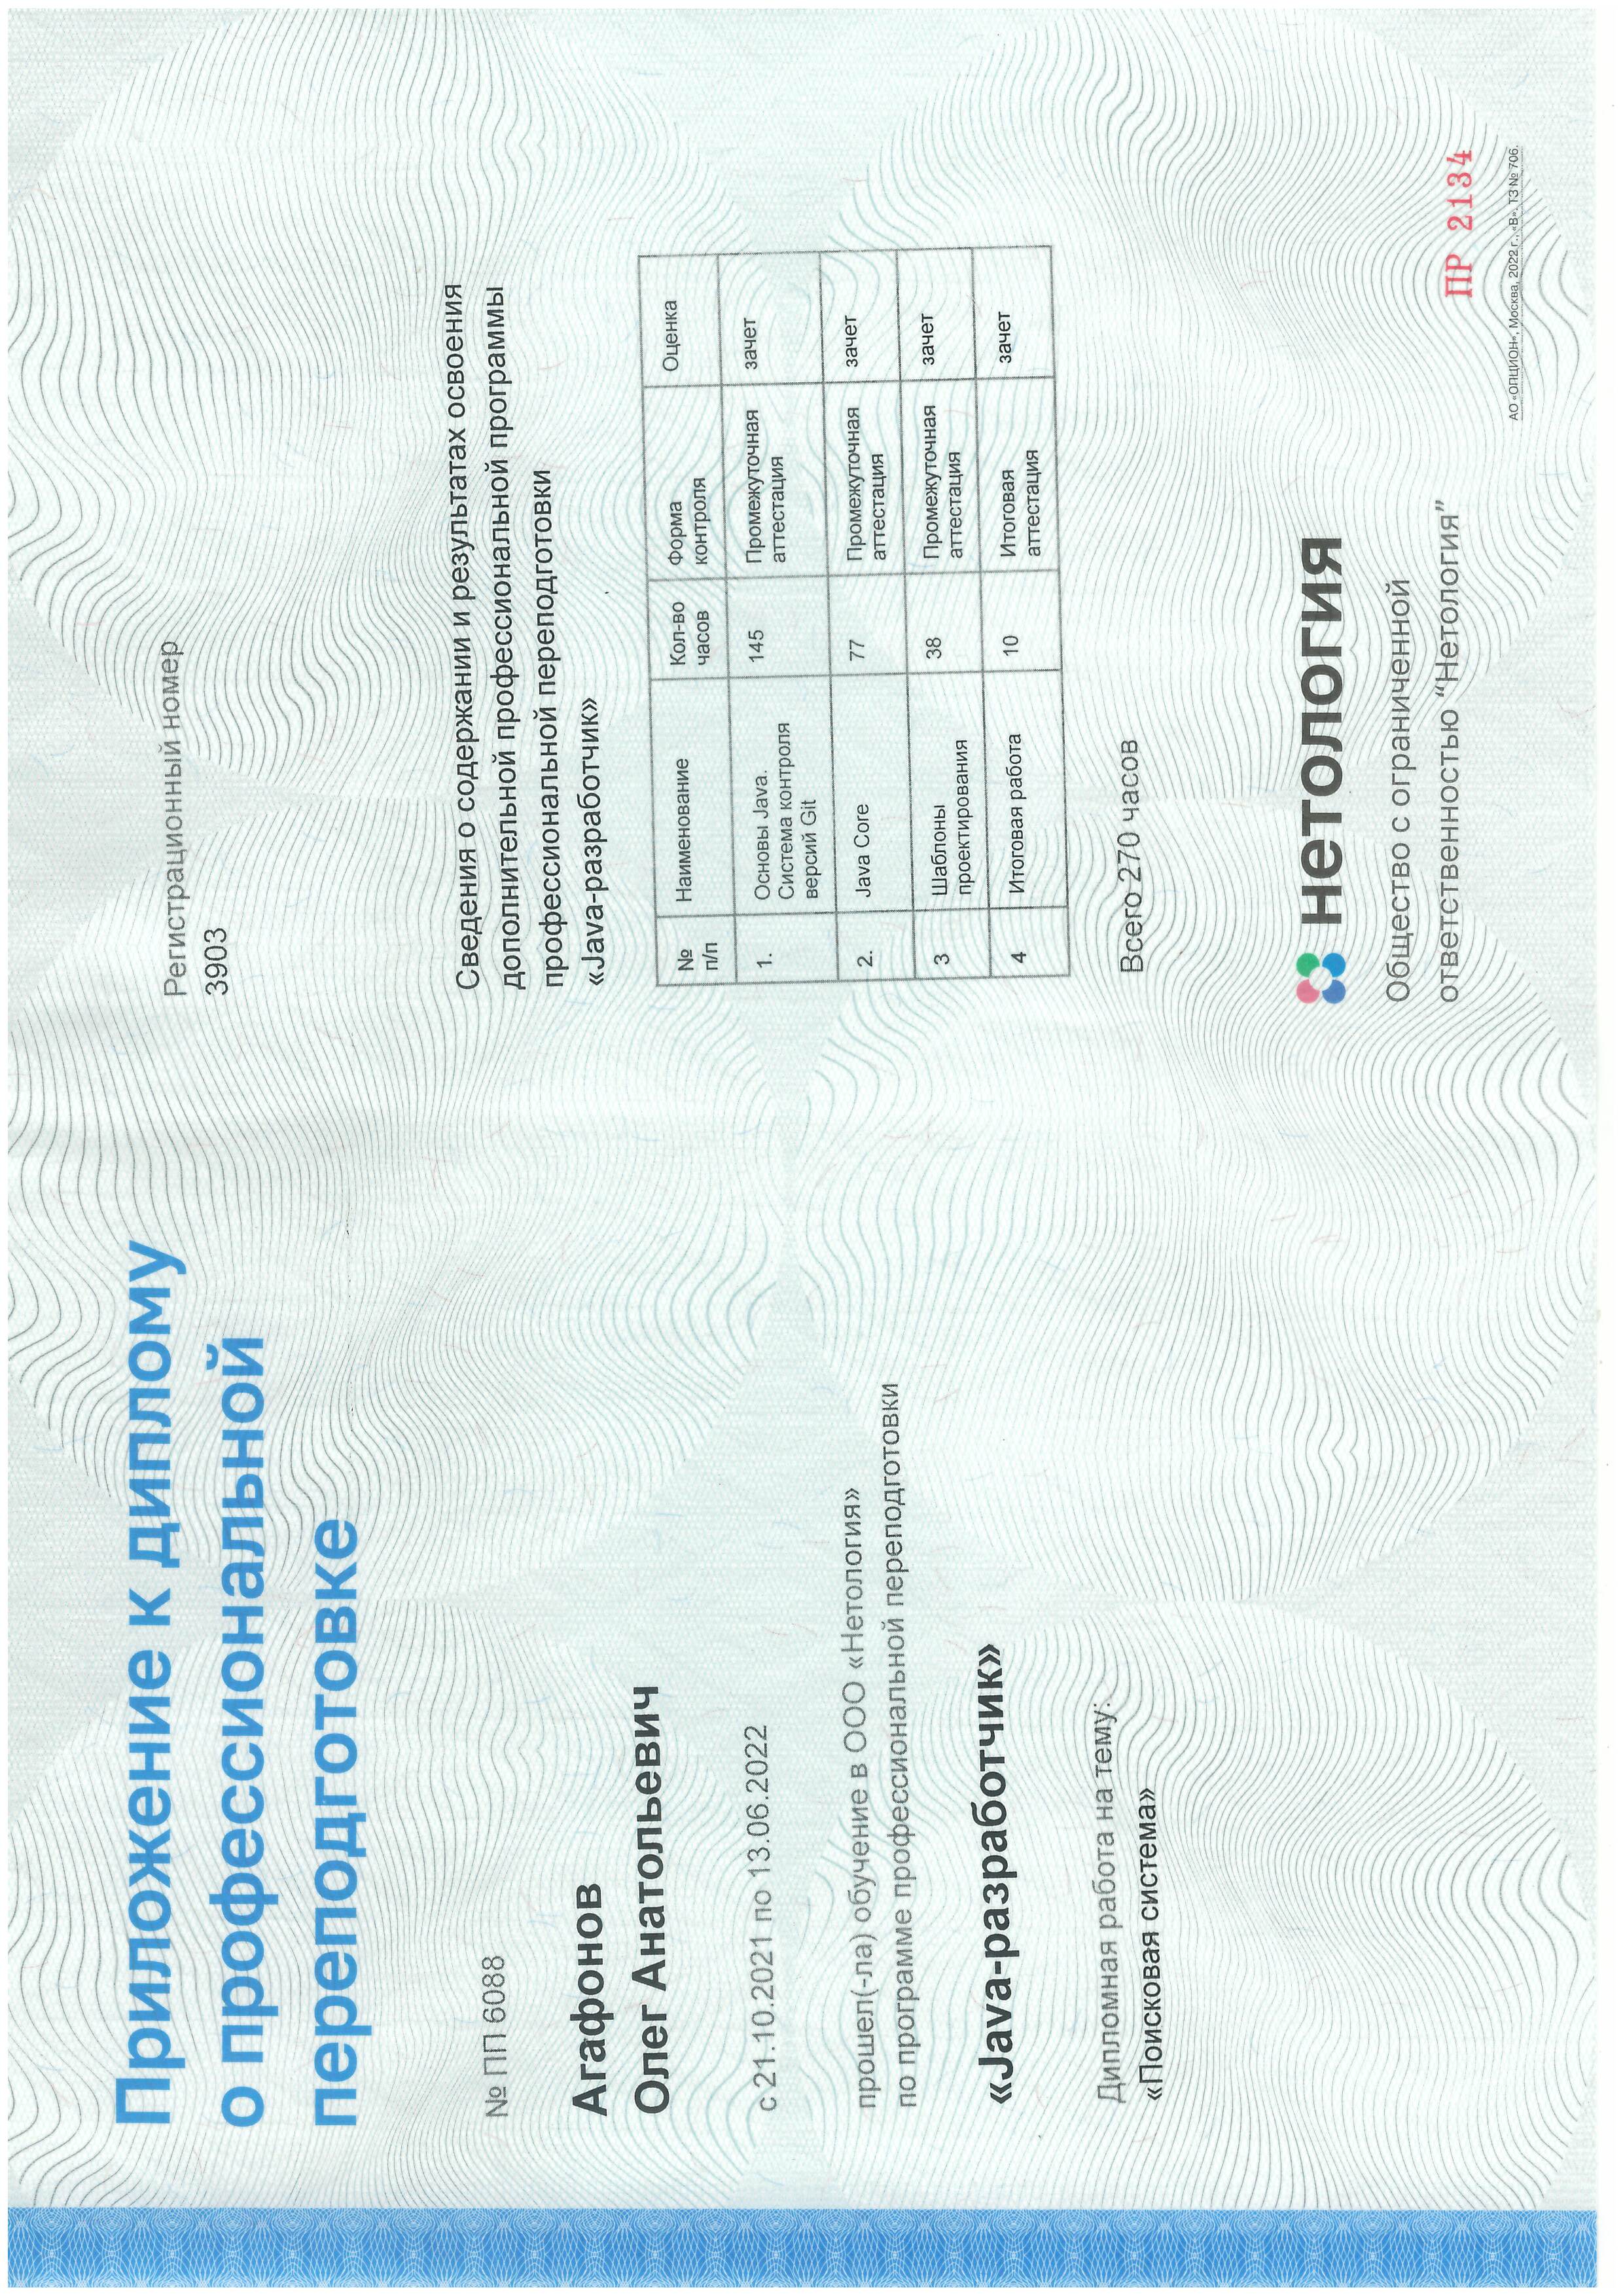 Приложение к диплому
о профессиональной
переподготовке
№ ПП 6088
Агафонов
Олег Анатольевич
с 21.10.2021 по 13.06.2022
прошел(-ла) обучение в ООО «Нетология»
по программе профессиональной переподготовки
«Java-разработчик»
Дипломная работа на тему:
«Поисковая система»
Регистрационный номер
3903
Сведения о содержании и результатах освоения
дополнительной профессиональной программы
профессиональной переподготовки
«Java-разработчик»
№ п/п Наименование Кол-во часов Форма контроля Оценка
1. Основы Java. Система контроля версий Git 145 Промежуточная аттестация зачет
2. Java Core 77 Промежуточная аттестация зачет
3 Шаблоны проектирования 38 Промежуточная аттестация зачет
4 Итоговая работа 10 Итоговая аттестация зачет
Всего 270 часов
нетология
Общество с ограниченной
ответственностью “Нетология”
ПР 2134
АО «ОПЦИОН», Москва, 2022 г., «В». ТЗ № 706.